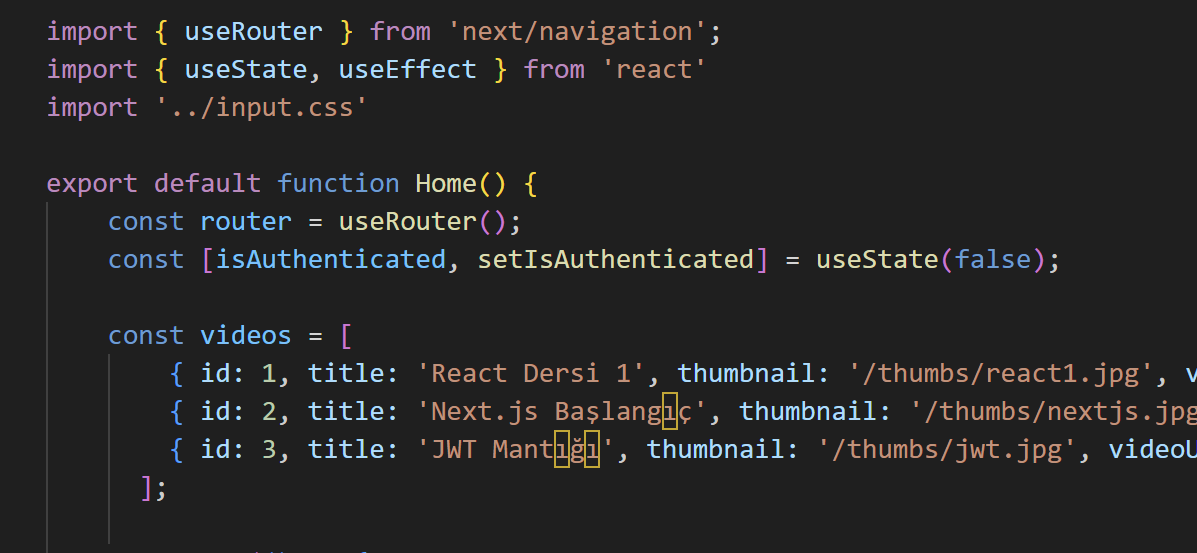 import { useRouter } from 'next/navigation';
import { useState, useEffect } from 'react'
import '../input.css'
export default function Home() {
const router = useRouter();
const [isAuthenticated, setIsAuthenticated] = useState(false);
const videos = [
{ id: 1, title: 'React Dersi 1', thumbnail: '/thumbs/react1.jpg',
{ id: 2, title: 'Next.js Başlangıç', thumbnail: '/thumbs/nextjs.jpg
{ id: 3, title: 'JWT Mantığı', thumbnail: '/thumbs/jwt.jpg', videoU
];